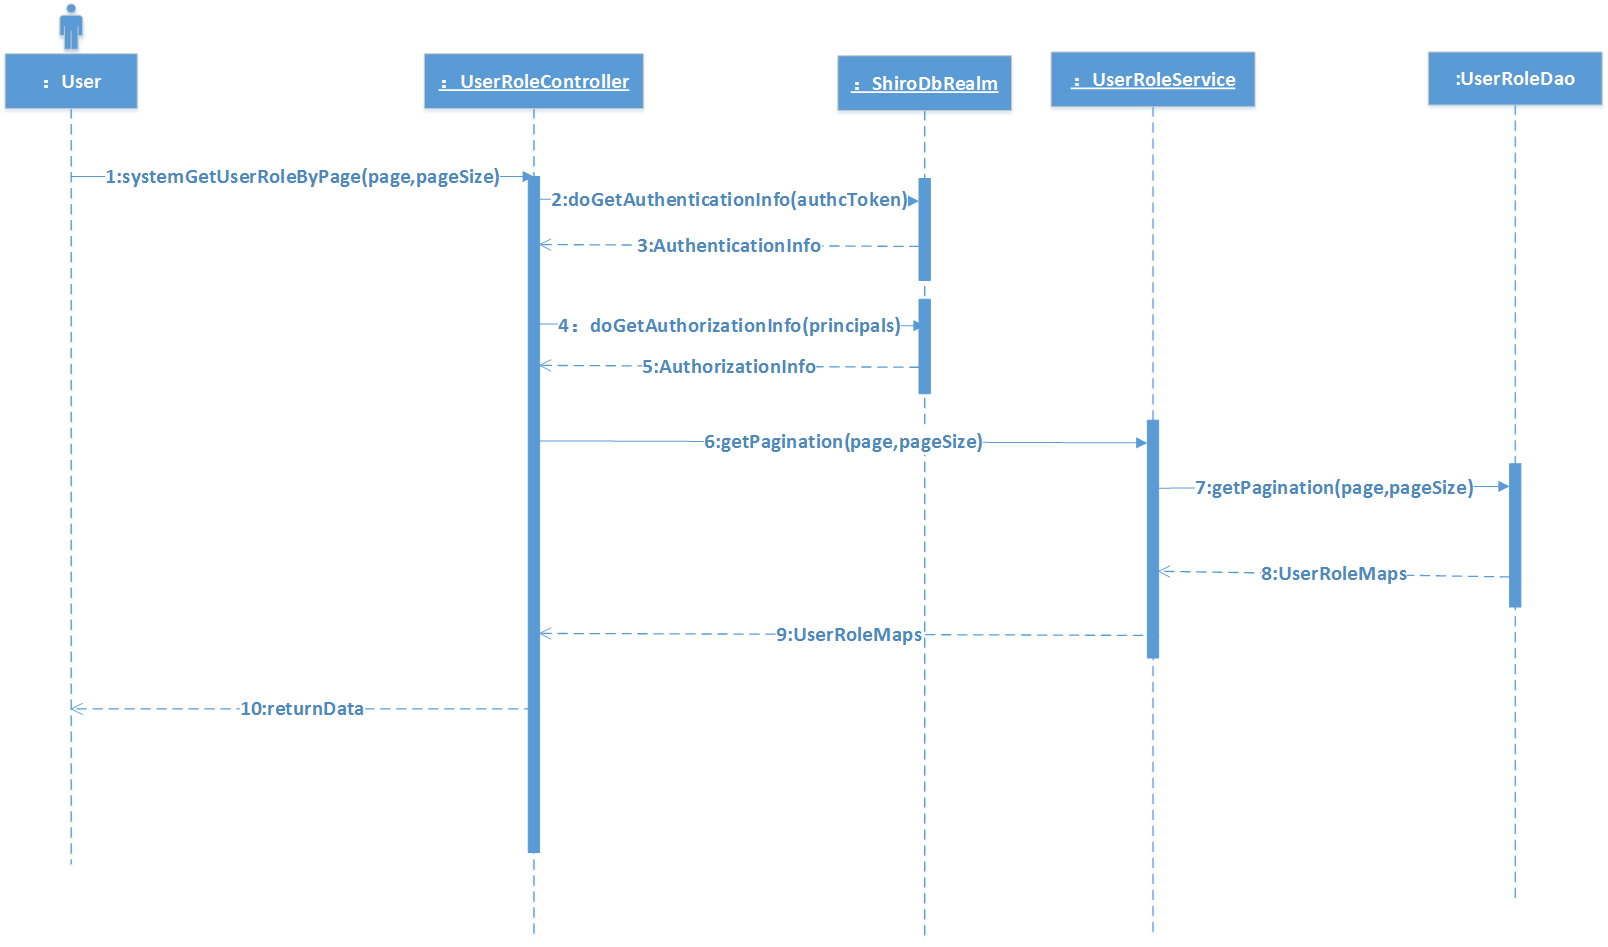 ：User
：UserRoleController
：ShiroDbRealm
：UserRoleService
:UserRoleDao
1:systemGetUserRoleByPage(page,pageSize)
2:doGetAuthenticationInfo(authcToken)
3:AuthenticationInfo
4：doGetAuthorizationInfo(principals)
5:AuthorizationInfo
6:getPagination(page,pageSize)
7:getPagination(page,pageSize)
8:UserRoleMaps
9:UserRoleMaps
10:returnData